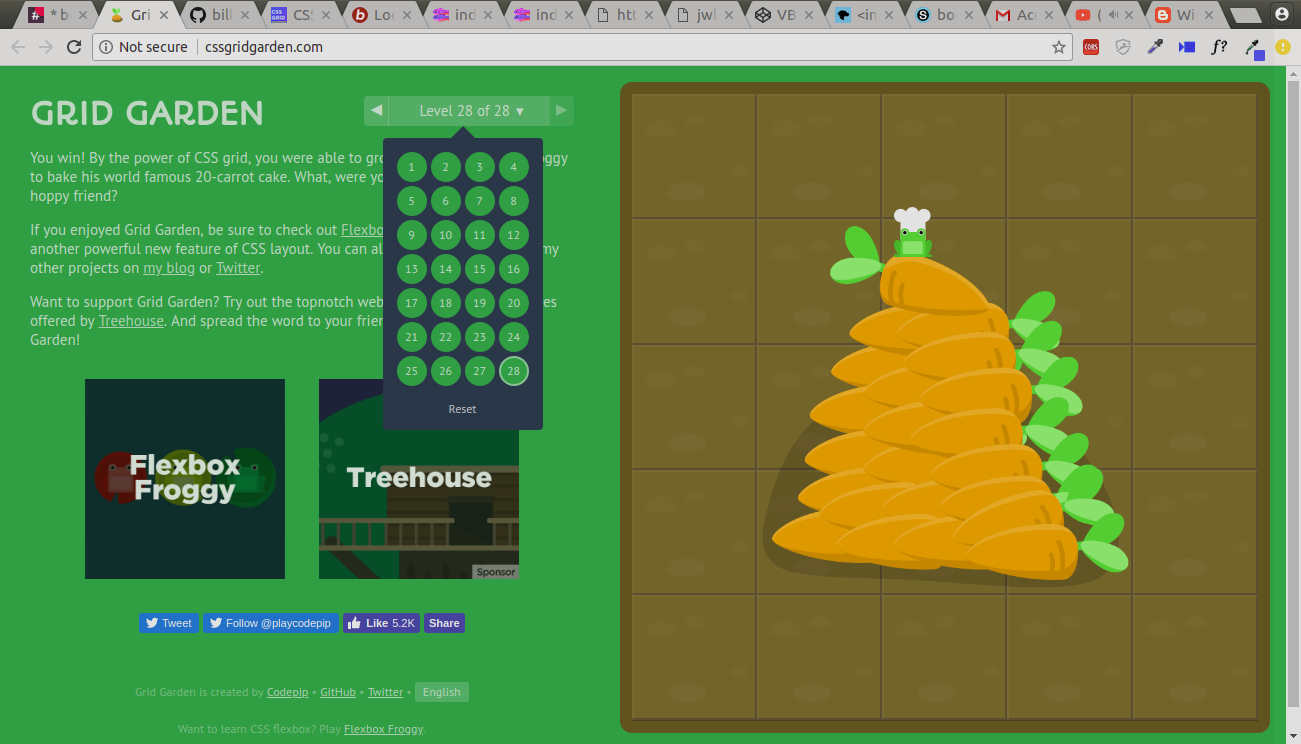 * b
Gri
bill
CSS
Loc
ind
ind
htt
jwl
VB
<in
bo
Acc
(
Wi
Not secure
cssgridgarden.com
CORS
f?
GRID GARDEN
Level 28 of 28 ▼
You win! By the power of CSS grid, you were able to gro oggy
to bake his world famous 20-carrot cake. What, were yo
hoppy friend?
If you enjoyed Grid Garden, be sure to check out Flexbo
another powerful new feature of CSS layout. You can al my
other projects on my blog or Twitter.
Want to support Grid Garden? Try out the topnotch web es
offered by Treehouse. And spread the word to your frien
Garden!
1 2 3 4
5 6 7 8
9 10 11 12
13 14 15 16
17 18 19 20
21 22 23 24
25 26 27 28
Reset
Flexbox
Froggy
Treehouse
Sponsor
Tweet
Follow @playcodepip
Like 5.2K
Share
Grid Garden is created by Codepip • GitHub • Twitter • English
Want to learn CSS flexbox? Play Flexbox Froggy.